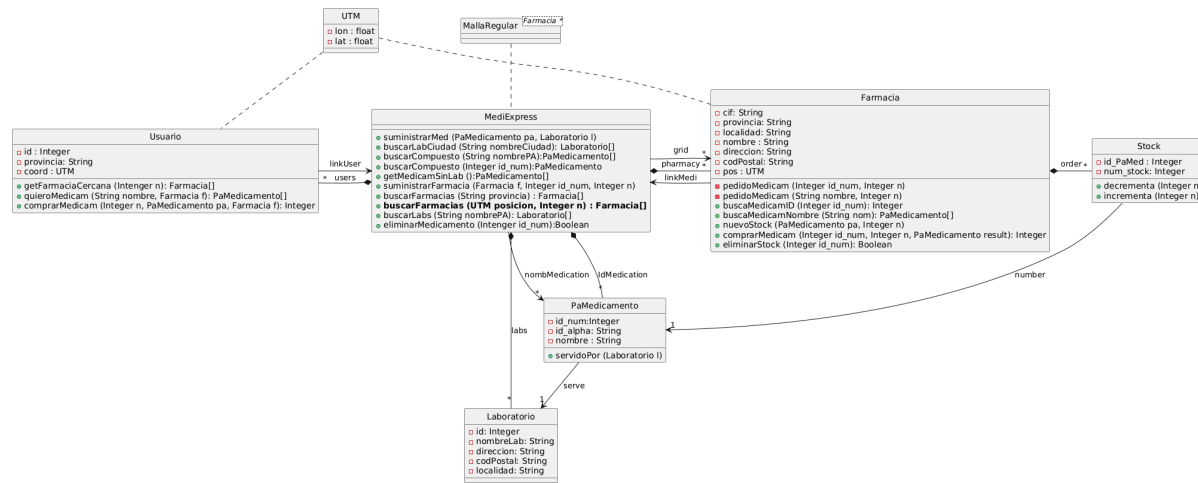 UTM
lon : float
lat : float
MallaRegular
Farmacia *
Usuario
id : Integer
provincia: String
coord : UTM
getFarmaciaCercana (Intenger n): Farmacia[]
quieroMedicam (String nombre, Farmacia f): PaMedicamento[]
comprarMedicam (Integer n, PaMedicamento pa, Farmacia f): Integer
linkUser
* users
MediExpress
suministrarMed (PaMedicamento pa, Laboratorio l)
buscarLabCiudad (String nombreCiudad): Laboratorio[]
buscarCompuesto (String nombrePA):PaMedicamento[]
buscarCompuesto (Integer id_num):PaMedicamento
getMedicamSinLab ():PaMedicamento[]
suministrarFarmacia (Farmacia f, Integer id_num, Integer n)
buscarFarmacias (String provincia) : Farmacia[]
buscarFarmacias (UTM posicion, Integer n) : Farmacia[]
buscarLabs (String nombrePA): Laboratorio[]
eliminarMedicamento (Intenger id_num):Boolean
grid *
pharmacy *
linkMedi
Farmacia
cif: String
provincia: String
localidad: String
nombre : String
direccion: String
codPostal: String
pos : UTM
pedidoMedicam (Integer id_num, Integer n)
pedidoMedicam (String nombre, Integer n)
buscaMedicamID (Integer id_num): Integer
buscaMedicamNombre (String nom): PaMedicamento[]
nuevoStock (PaMedicamento pa, Integer n)
comprarMedicam (Integer id_num, Integer n, PaMedicamento result): Integer
eliminarStock (Integer id_num): Boolean
order *
Stock
id_PaMed : Integer
num_stock: Integer
decrementa (Integer n)
incrementa (Integer n)
nombMedication
*
IdMedication
*
number
1
PaMedicamento
id_num:Integer
id_alpha: String
nombre : String
servidoPor (Laboratorio l)
labs
*
serve
1
Laboratorio
id: Integer
nombreLab: String
direccion: String
codPostal: String
localidad: String